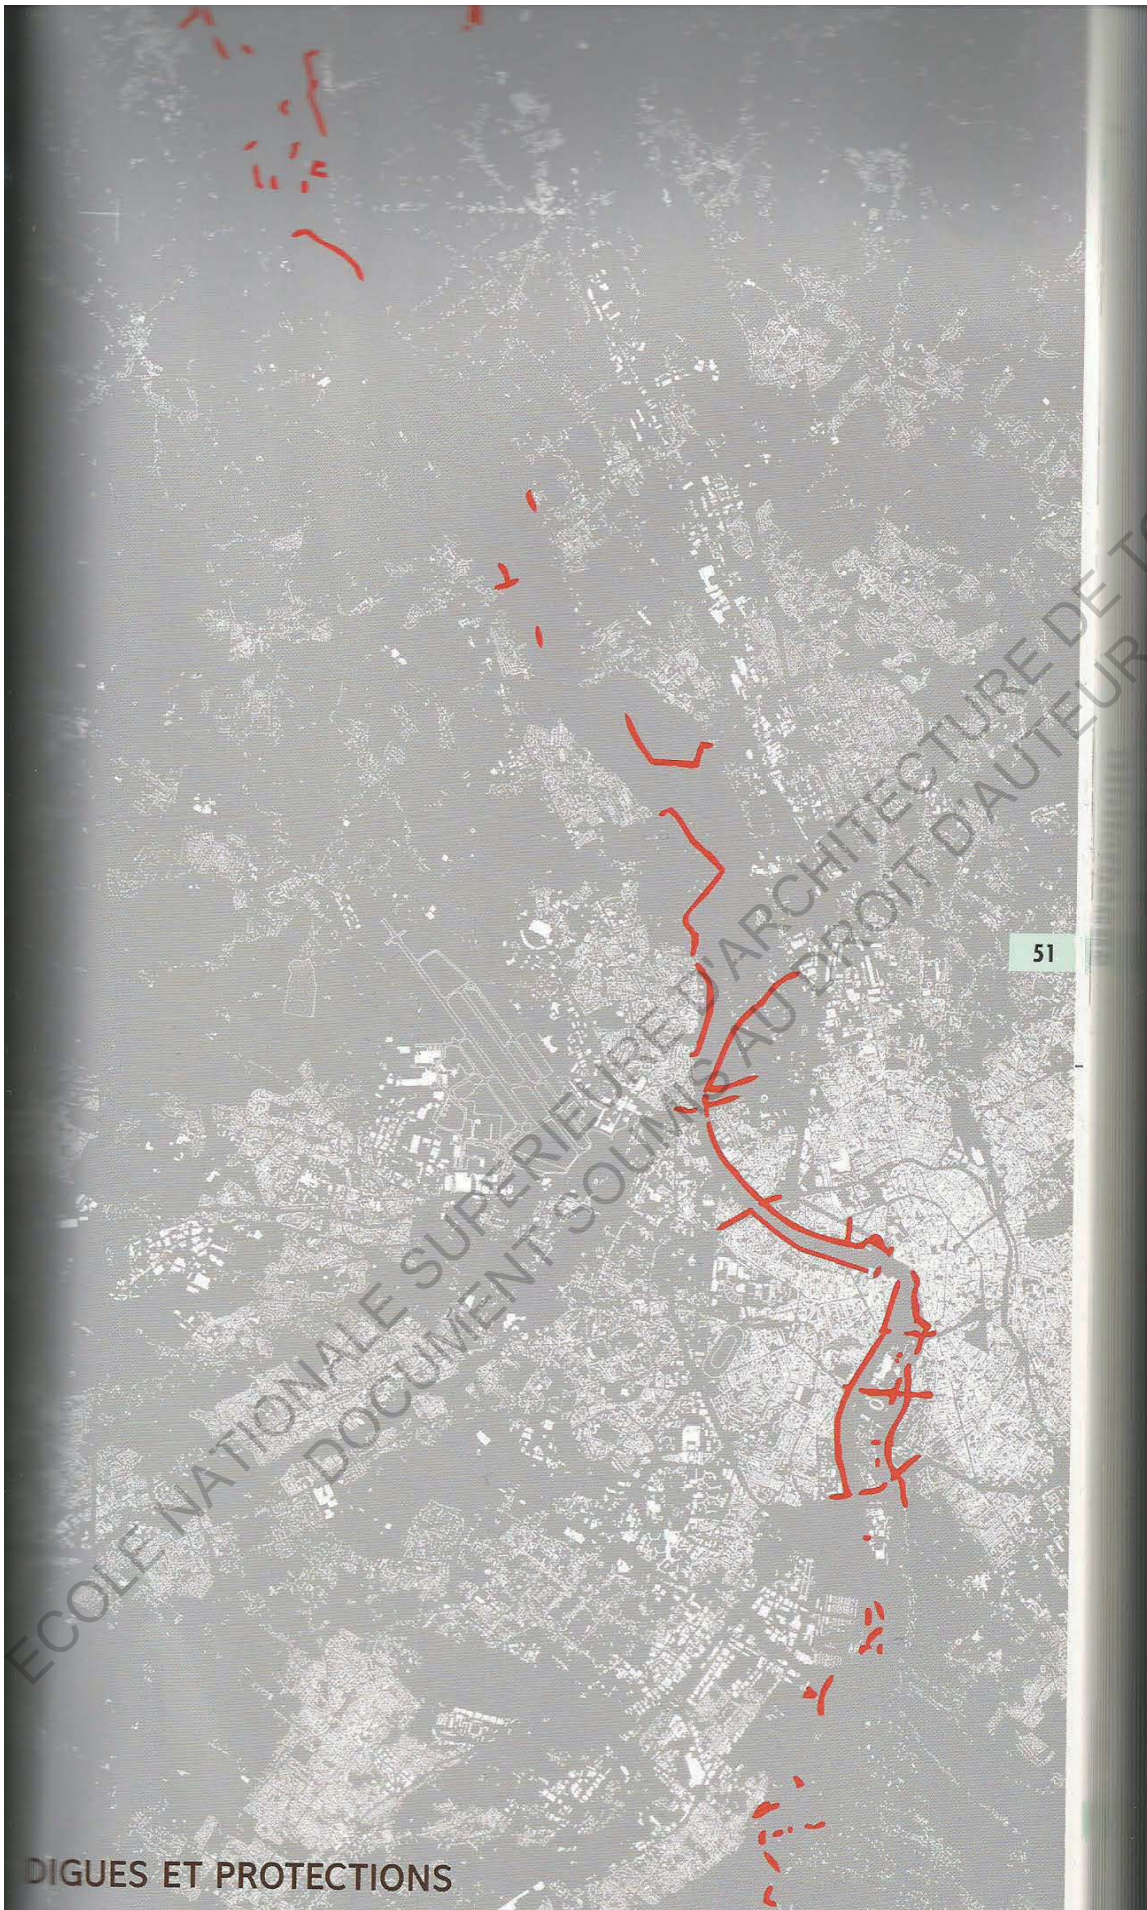 51
ECOLE NATIONALE SUPERIEURE D'ARCHITECTURE DE
DOCUMENT SOUMIS AU DROIT D'AUTEUR
DIGUES ET PROTECTIONS